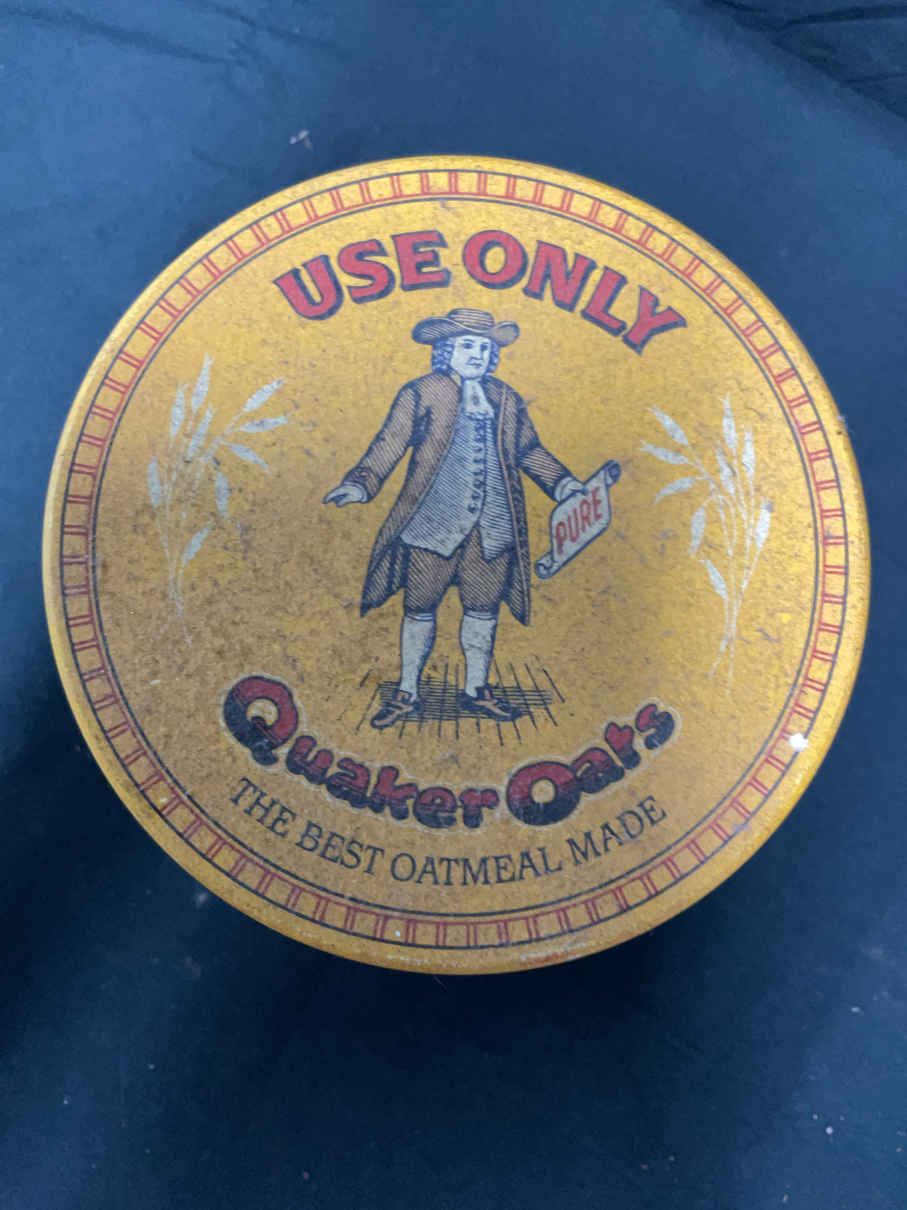 USE ONLY
PURE
Quaker Oats
THE BEST OATMEAL MADE